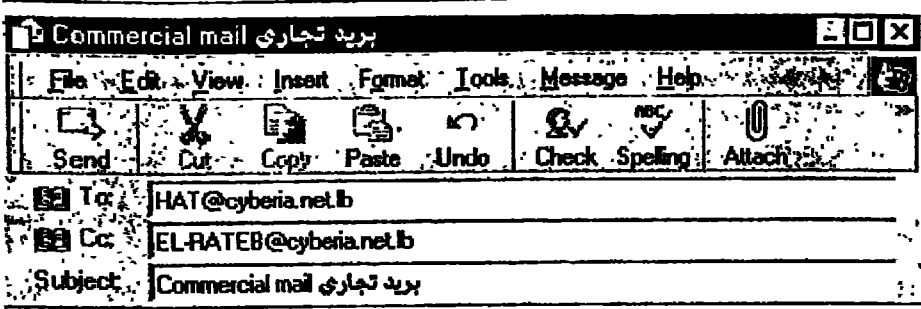 Commercial mail بريد تجاري
File Edit View Insert Format Tools Message Help
Send Cut Copy Paste Undo Check Spelling Attach
To: HAT@cyberia.net.lb
Cc: EL-RATEB@cyberia.net.lb
Subject: Commercial mail بريد تجاري